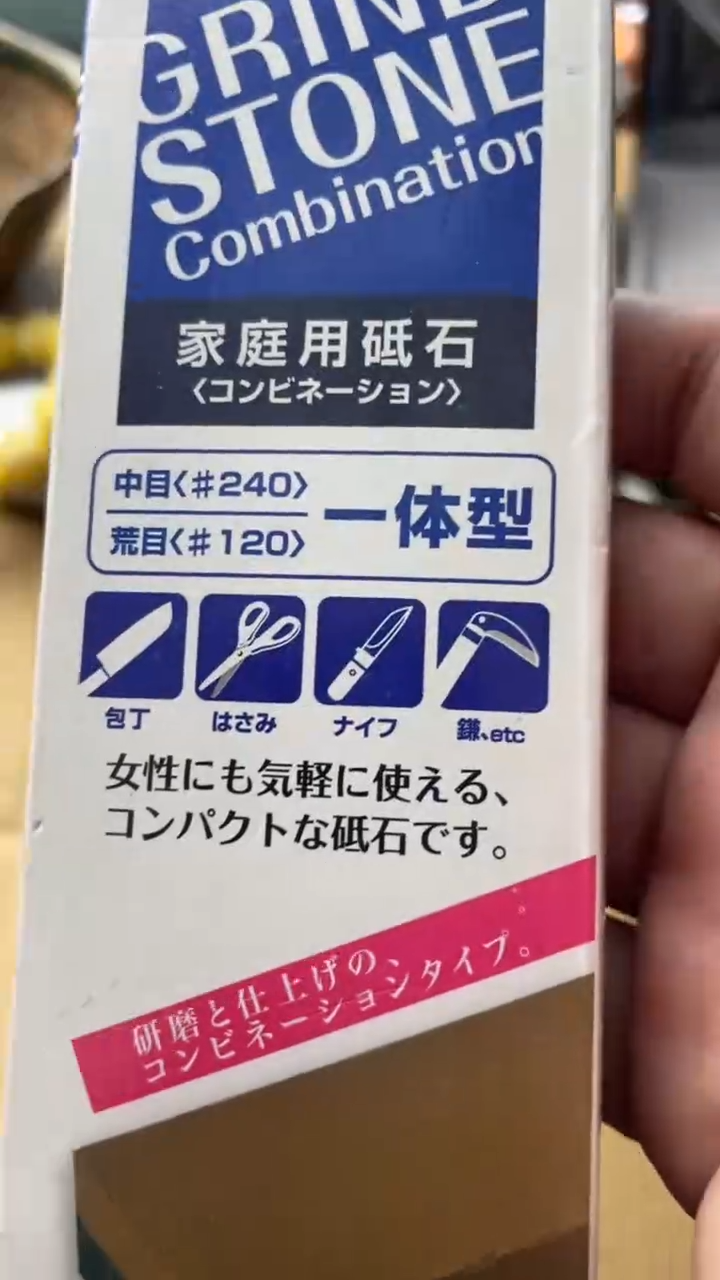 GRIND
STONE
Combination
家庭用砥石
〈コンビネーション〉
中目〈♯240〉
荒目〈♯120〉
一体型
包丁
はさみ
ナイフ
鎌、etc
女性にも気軽に使える、
コンパクトな砥石です。
研磨と仕上げの
コンビネーションタイプ。